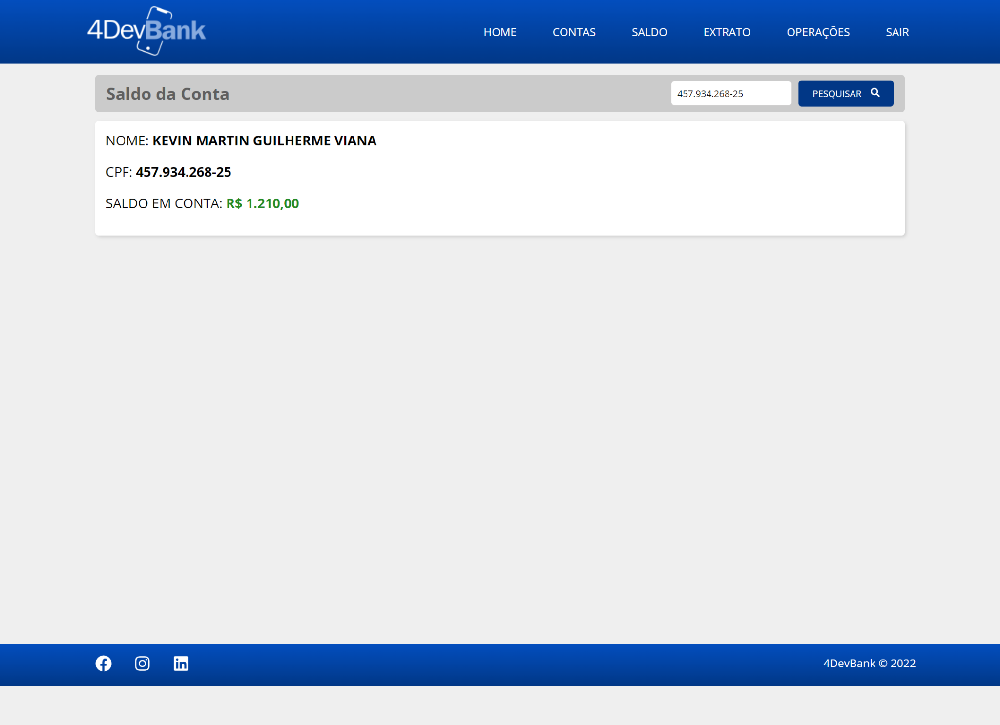 4DevBank
HOME CONTAS SALDO EXTRATO OPERAÇÕES SAIR
Saldo da Conta
457.934.268-25
PESQUISAR
NOME: KEVIN MARTIN GUILHERME VIANA
CPF: 457.934.268-25
SALDO EM CONTA: R$ 1.210,00
4DevBank © 2022